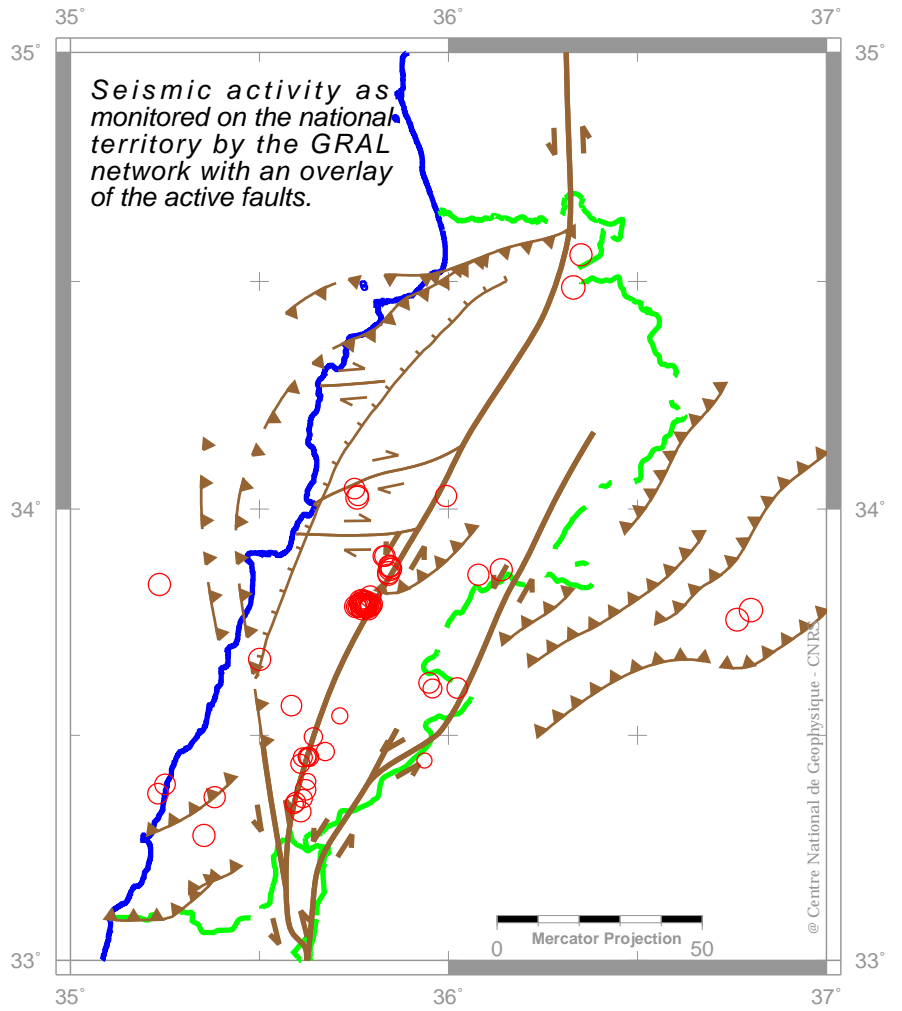 35˚ 36˚ 37˚
35˚ 35˚
Seismic activity as
monitored on the national
territory by the GRAL
network with an overlay
of the active faults.
34˚ 34˚
@ Centre National de Geophysique - CNRS
Mercator Projection
0 50
33˚ 33˚
35˚ 36˚ 37˚